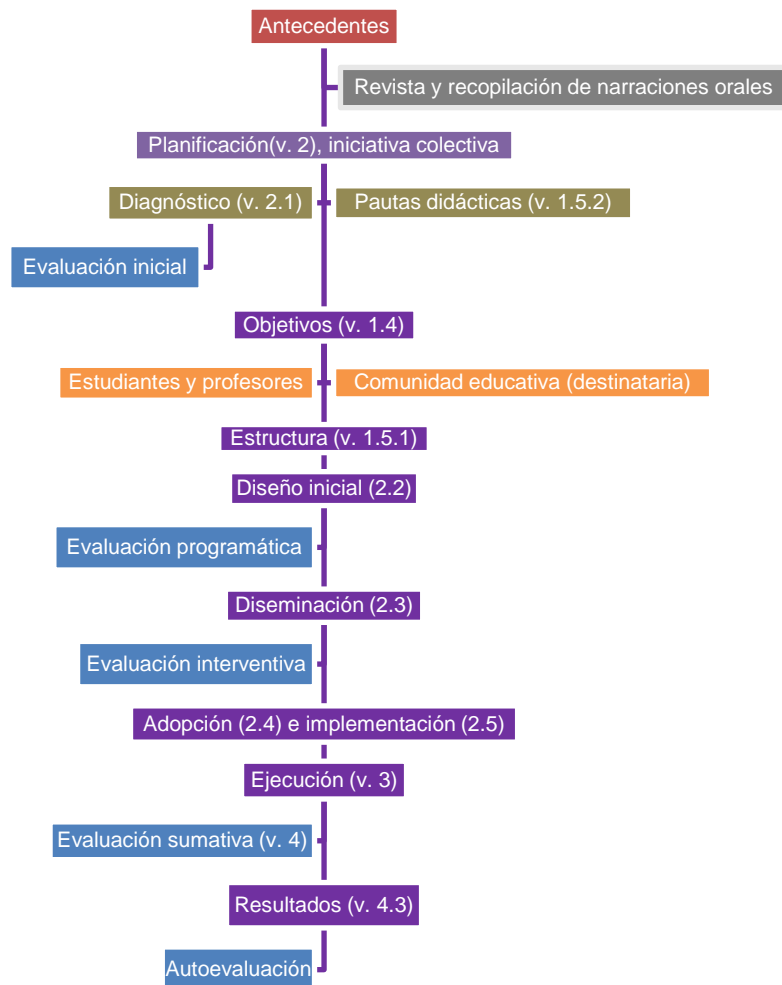 Antecedentes
Revista y recopilación de narraciones orales
Planificación(v. 2), iniciativa colectiva
Diagnóstico (v. 2.1)
Pautas didácticas (v. 1.5.2)
Evaluación inicial
Objetivos (v. 1.4)
Estudiantes y profesores
Comunidad educativa (destinataria)
Estructura (v. 1.5.1)
Diseño inicial (2.2)
Evaluación programática
Diseminación (2.3)
Evaluación interventiva
Adopción (2.4) e implementación (2.5)
Ejecución (v. 3)
Evaluación sumativa (v. 4)
Resultados (v. 4.3)
Autoevaluación